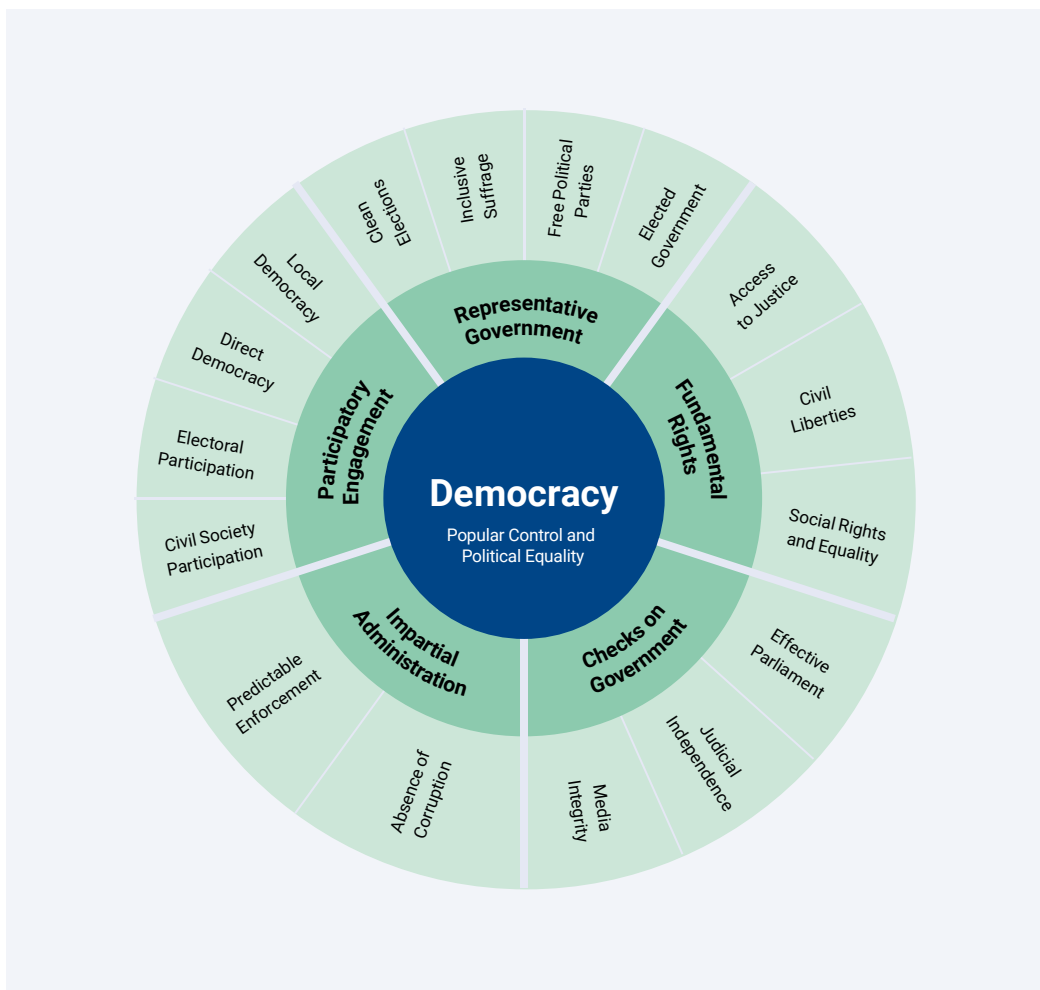 Clean
Elections
Inclusive
Suffrage
Free Political
Parties
Elected
Government
Access
to Justice
Civil
Liberties
Social Rights
and Equality
Effective
Parliament
Judicial
Independence
Media
Integrity
Absence of
Corruption
Predictable
Enforcement
Civil Society
Participation
Electoral
Participation
Direct
Democracy
Local
Democracy
Representative
Government
Fundamental
Rights
Checks on
Government
Impartial
Administration
Participatory
Engagement
Democracy
Popular Control and
Political Equality